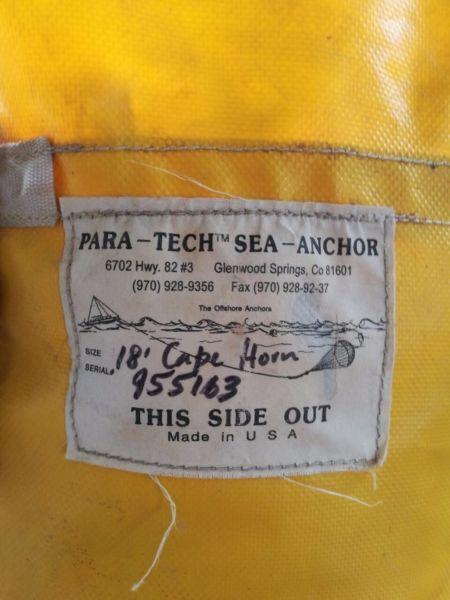 PARA-TECH™ SEA-ANCHOR
6702 Hwy. 82 #3 Glenwood Springs, Co 81601
(970) 928-9356 Fax (970) 928-92-37
The Offshore Anchors
SIZE 18' Cape Horn
SERIAL# 955163
THIS SIDE OUT
Made in USA